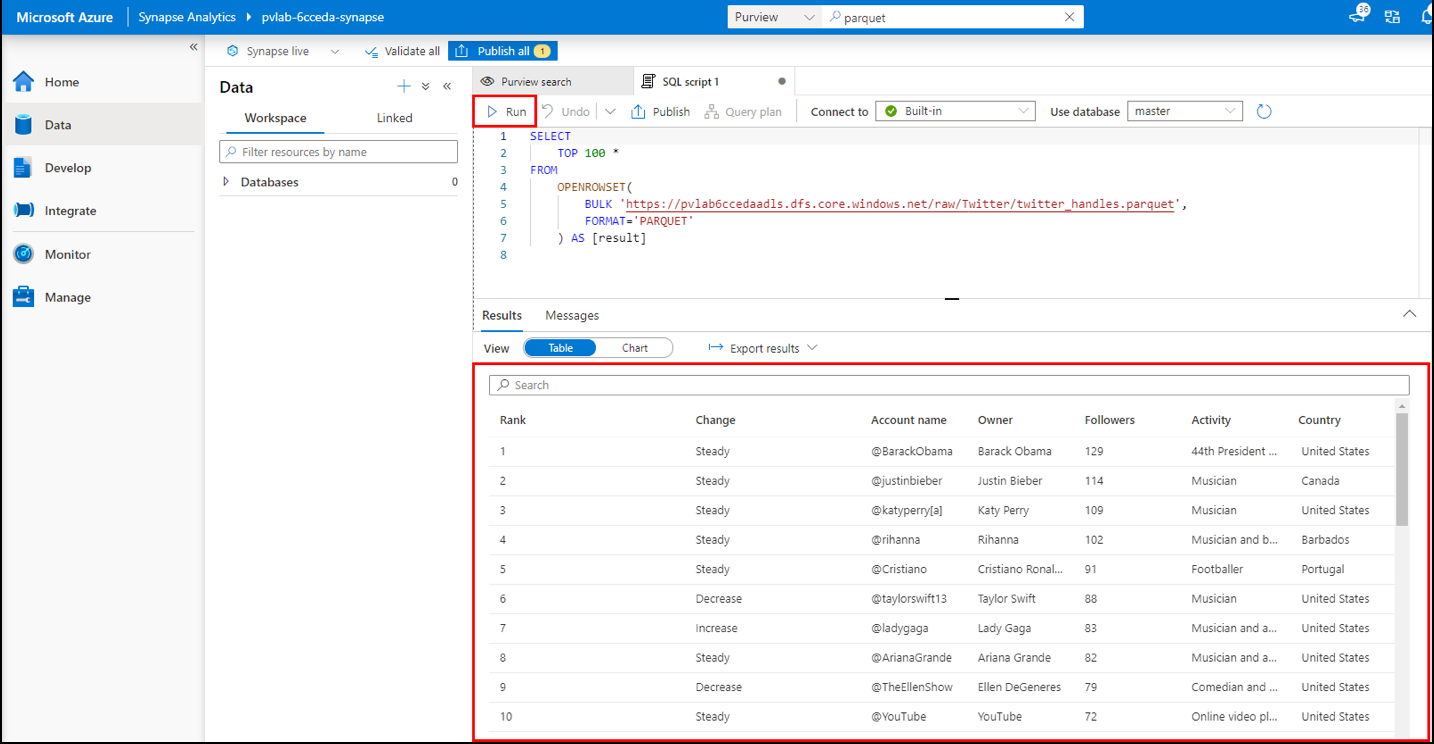 Microsoft Azure Synapse Analytics pvlab-6cceda-synapse Purview parquet 36
« Synapse live Validate all Publish all 1
Home
Data
Develop
Integrate
Monitor
Manage
Data + «
Workspace Linked
Filter resources by name
Databases 0
Purview search SQL script 1
Run Undo Publish Query plan Connect to Built-in Use database master
1 SELECT
2 TOP 100 *
3 FROM
4 OPENROWSET(
5 BULK 'https://pvlab6ccedaadls.dfs.core.windows.net/raw/Twitter/twitter_handles.parquet',
6 FORMAT='PARQUET'
7 ) AS [result]
8
Results Messages
View Table Chart Export results
Search
Rank Change Account name Owner Followers Activity Country
1 Steady @BarackObama Barack Obama 129 44th President ... United States
2 Steady @justinbieber Justin Bieber 114 Musician Canada
3 Steady @katyperry[a] Katy Perry 109 Musician United States
4 Steady @rihanna Rihanna 102 Musician and b... Barbados
5 Steady @Cristiano Cristiano Ronal... 91 Footballer Portugal
6 Decrease @taylorswift13 Taylor Swift 88 Musician United States
7 Increase @ladygaga Lady Gaga 83 Musician and a... United States
8 Steady @ArianaGrande Ariana Grande 82 Musician and a... United States
9 Decrease @TheEllenShow Ellen DeGeneres 79 Comedian and ... United States
10 Steady @YouTube YouTube 72 Online video pl... United States